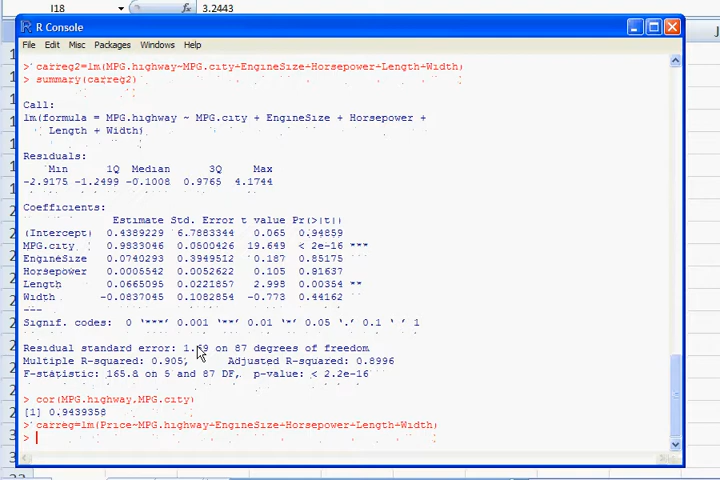 I18
fx
3.2443
J
R Console
File Edit Misc Packages Windows Help
> carreg2=lm(MPG.highway~MPG.city+EngineSize+Horsepower+Length+Width)
> summary(carreg2)
Call:
lm(formula = MPG.highway ~ MPG.city + EngineSize + Horsepower +
Length + Width)
Residuals:
Min 1Q Median 3Q Max
-2.9175 -1.2499 -0.1008 0.9765 4.1744
Coefficients:
Estimate Std. Error t value Pr(>|t|)
(Intercept) 0.4389229 6.7883344 0.065 0.94859
MPG.city 0.9833046 0.0500426 19.649 < 2e-16 ***
EngineSize 0.0740293 0.3949512 0.187 0.85175
Horsepower 0.0005542 0.0052622 0.105 0.91637
Length 0.0665095 0.0221857 2.998 0.00354 **
Width -0.0837045 0.1082854 -0.773 0.44162
---
Signif. codes: 0 '***' 0.001 '**' 0.01 '*' 0.05 '.' 0.1 ' ' 1
Residual standard error: 1.69 on 87 degrees of freedom
Multiple R-squared: 0.905, Adjusted R-squared: 0.8996
F-statistic: 165.8 on 5 and 87 DF, p-value: < 2.2e-16
> cor(MPG.highway,MPG.city)
[1] 0.9439358
> carreg=lm(Price~MPG.highway+EngineSize+Horsepower+Length+Width)
>